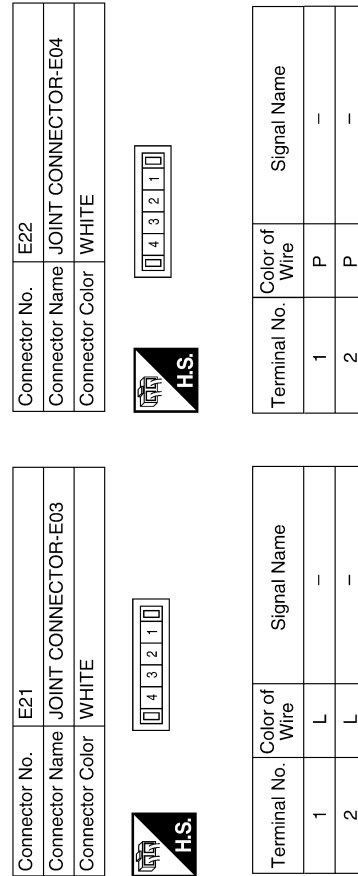 Connector No. E21
Connector Name JOINT CONNECTOR-E03
Connector Color WHITE
4 3 2 1
H.S.
Terminal No. Color of Wire Signal Name
1 L –
2 L –
Connector No. E22
Connector Name JOINT CONNECTOR-E04
Connector Color WHITE
4 3 2 1
H.S.
Terminal No. Color of Wire Signal Name
1 P –
2 P –